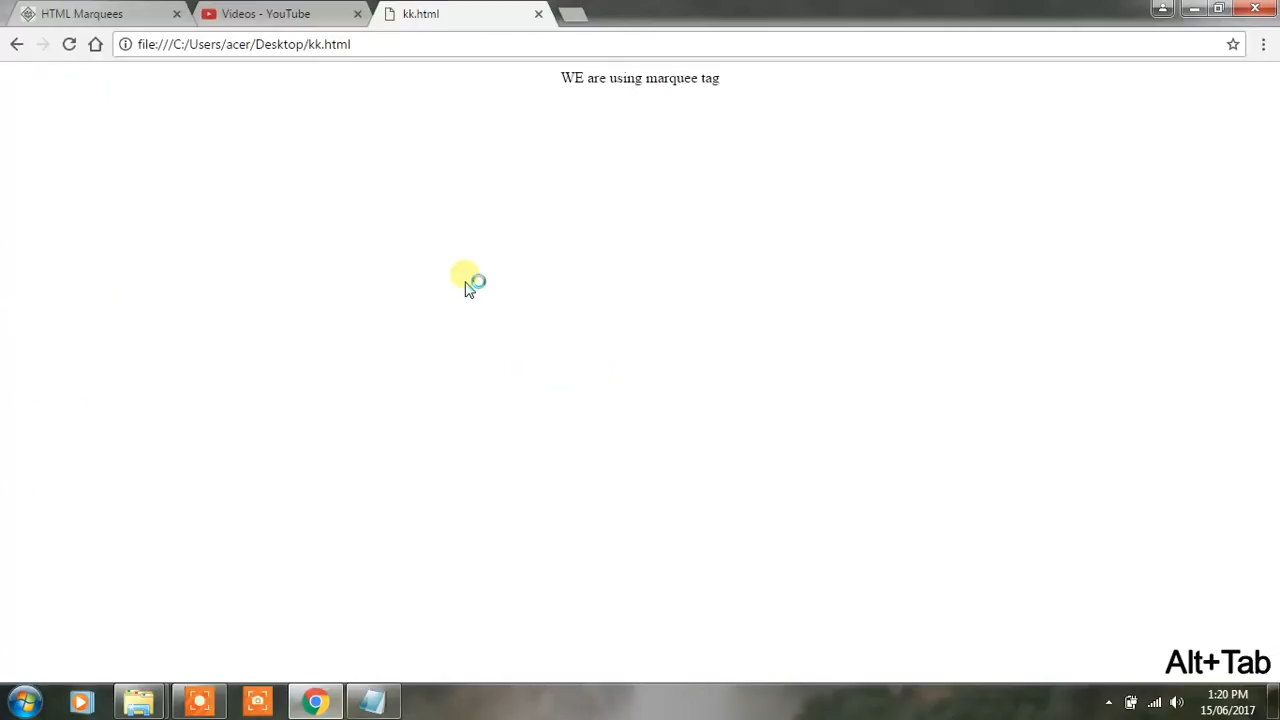 HTML Marquees
Videos - YouTube
kk.html
file:///C:/Users/acer/Desktop/kk.html
WE are using marquee tag
Alt+Tab
1:20 PM
15/06/2017